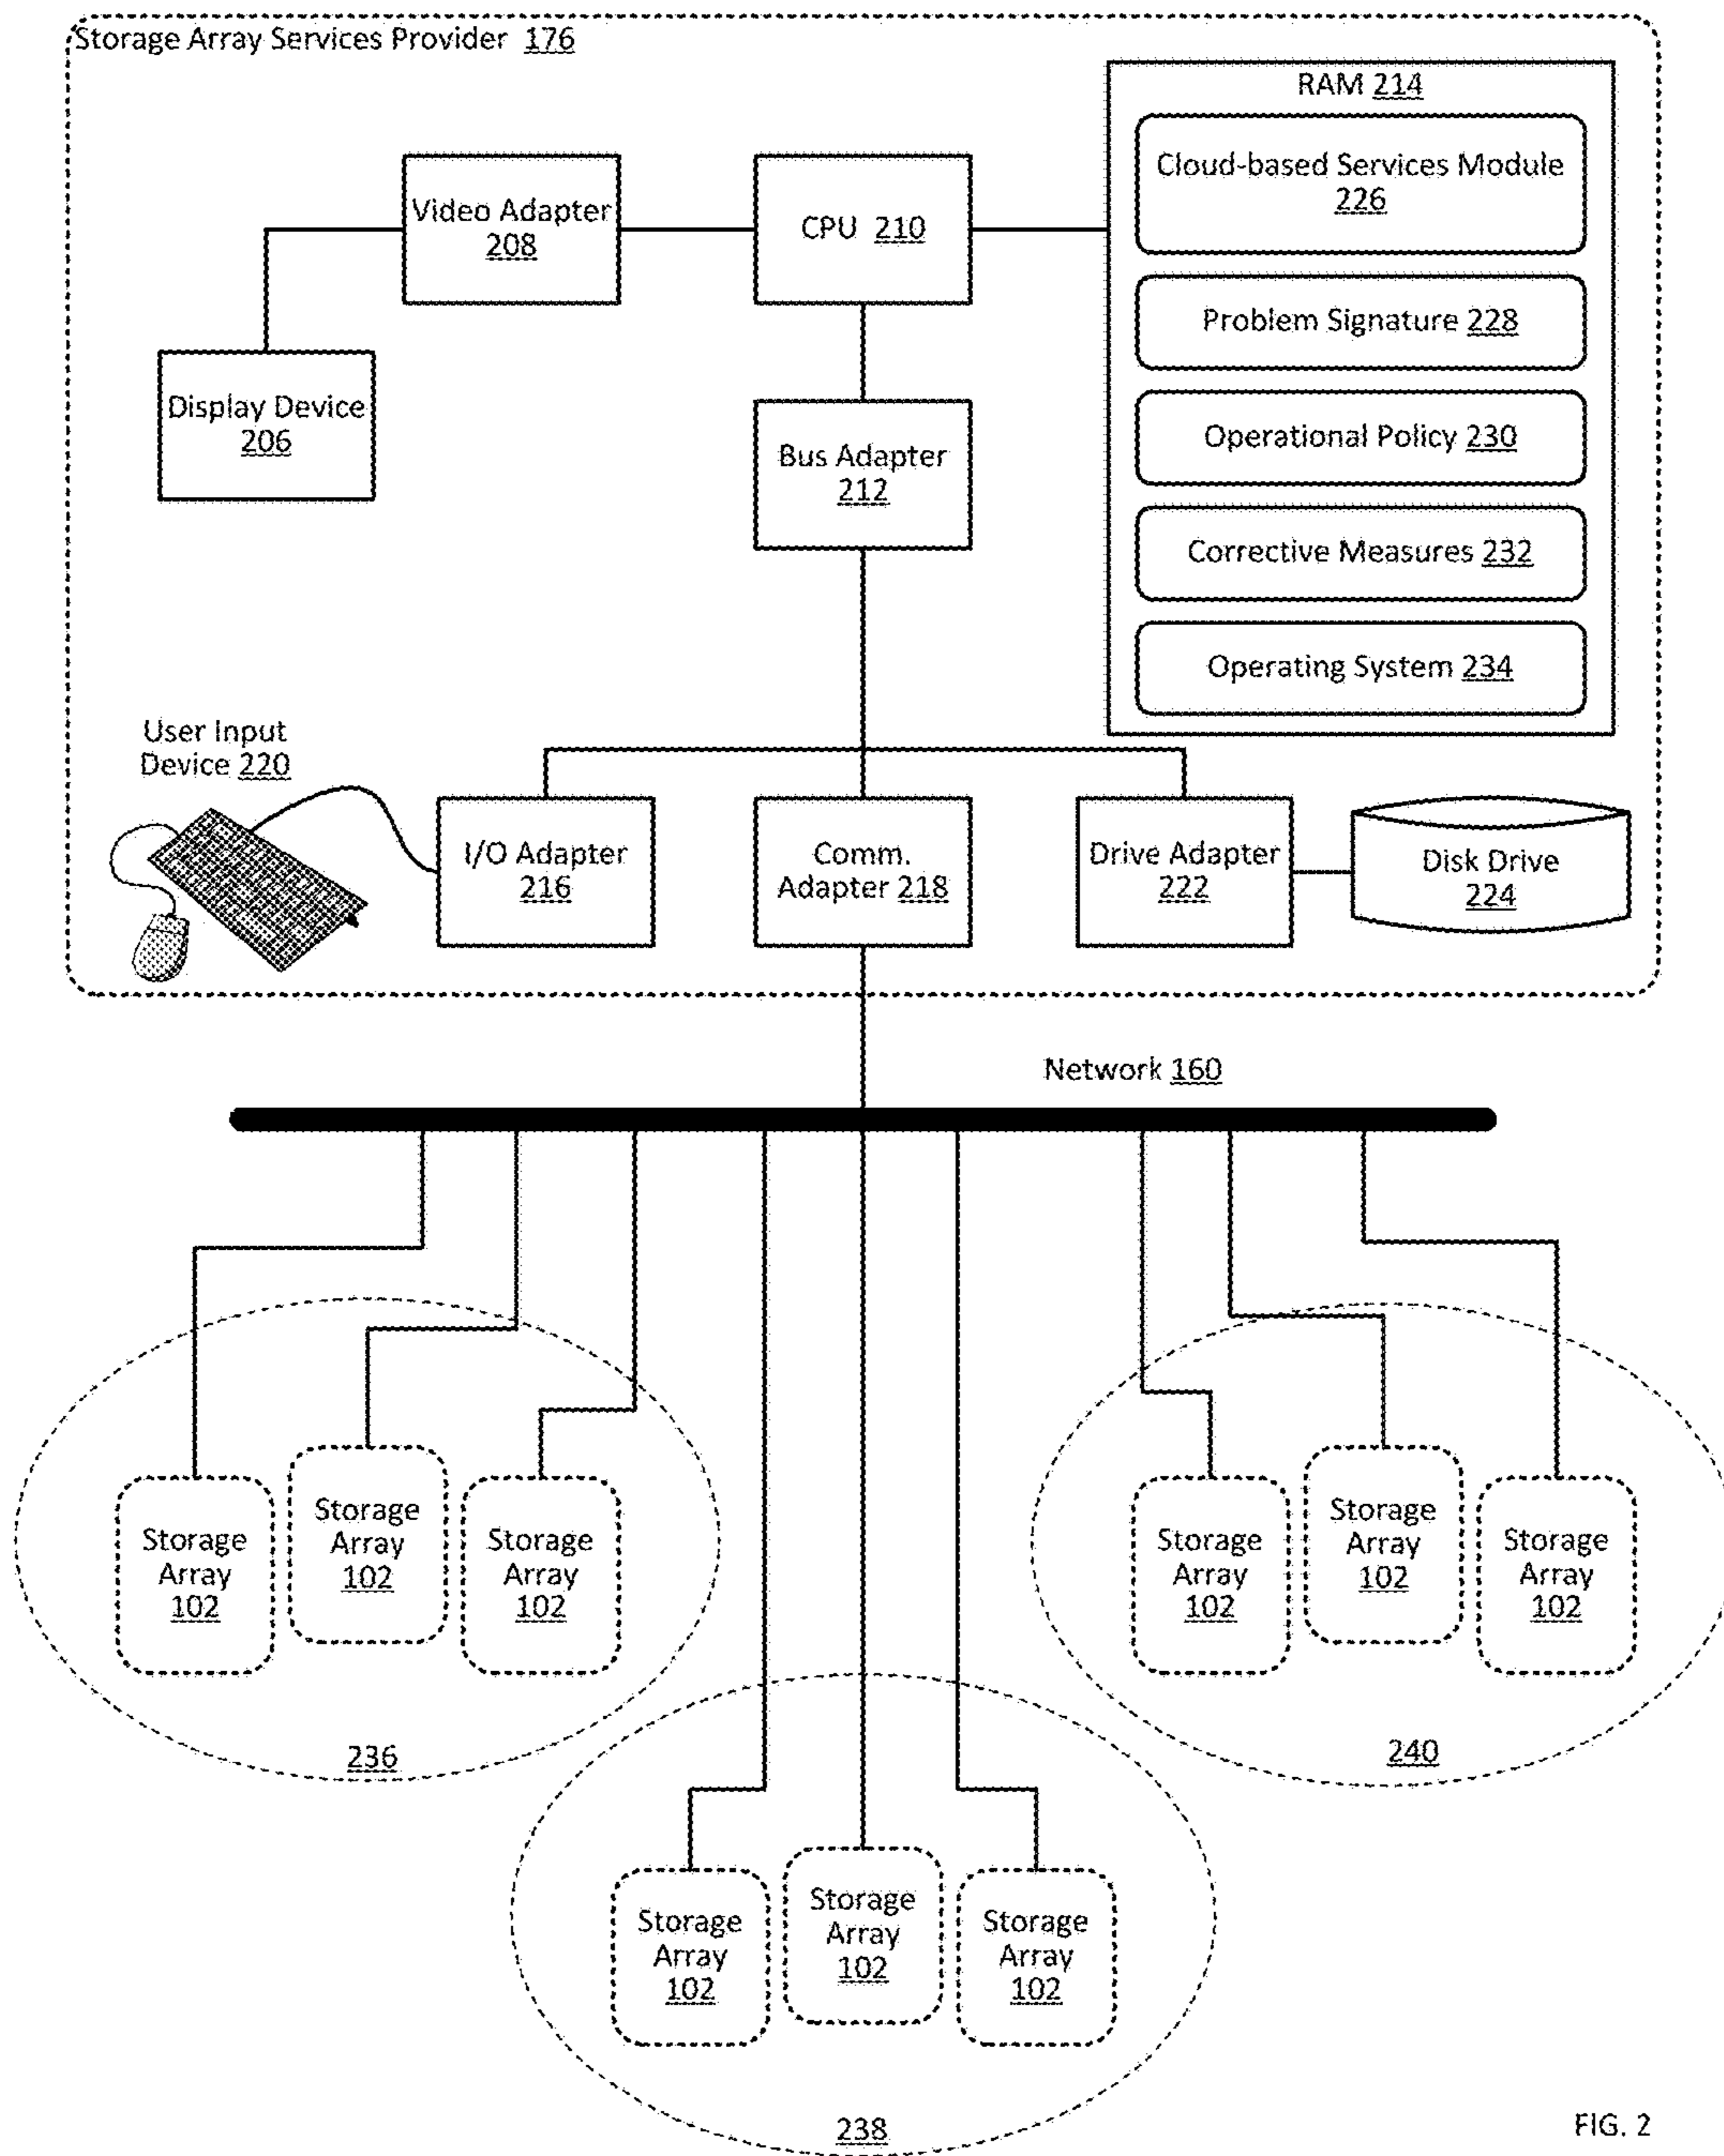 Storage Array Services Provider 176
RAM 214
Cloud-based Services Module
226
Video Adapter
208
CPU 210
Problem Signature 228
Display Device
206
Operational Policy 230
Bus Adapter
212
Corrective Measures 232
Operating System 234
User Input
Device 220
I/O Adapter
216
Comm.
Adapter 218
Drive Adapter
222
Disk Drive
224
Network 160
Storage
Array
102
Storage
Array
102
Storage
Array
102
236
Storage
Array
102
Storage
Array
102
Storage
Array
102
240
Storage
Array
102
Storage
Array
102
Storage
Array
102
238
FIG. 2